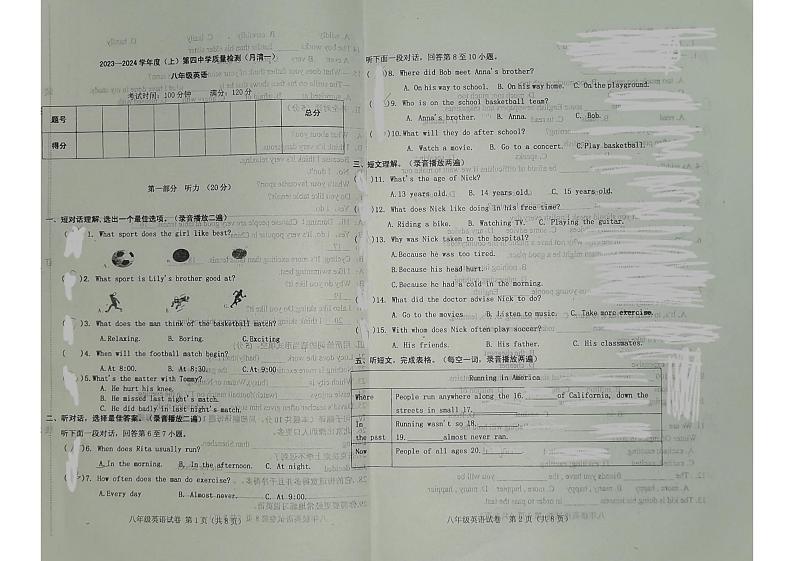 2023—2024学年度（上）第四中学质量检测（月清一）
八年级英语
考试时间：100分钟 满分：120分
题号 总分
得分
第一部分 听力（20分）
一、短对话理解,选出一个最佳选项。（录音播放二遍）
( )1. What sport does the girl like best?
A. B. C.
( )2. What sport is Lily's brother good at?
A. B. C.
( )3. What does the man think of the basketball match?
A.Relaxing. B. Boring. C.Exciting
( )4. When will the football match begin?
A. At 8:00. B. At 8:30. C. At 9:00
( )5.What's the matter with Tommy?
A. He hurt his knee.
B. He missed last night's match.
C. He did badly in last night's match.
二、听对话, 选择最佳答案。（录音播放二遍）
听下面一段对话，回答第6至7小题。
( )6. When does Rita usually run?
A.In the morning. B. In the afternoon. C. At night.
( )7. How often does the man do exercise?
A.Every day B. Almost never. C. At 9:00.
八年级英语试卷 第1页（共8页）
听下面一段对话，回答第8至10小题。
( )8. Where did Bob meet Anna's brother?
A. On his way to school. B. On his way home. C. On the playground.
( )9. Who is on the school basketball team?
A. Anna's brother. B. Anna. C. Bob.
( )10.What will they do after school?
A. Watch a movie. B. Go to a concert. C. Play basketball.
三、短文理解。（录音播放两遍）
( )11. What's the age of Nick?
A.13 years old. B. 14 years old. C. 15 years old.
( )12. What does Nick like doing in his free time?
A. Riding a bike. B. Watching TV. C. Playing the guitar.
( )13. Why was Nick taken to the hospital?
A.Because he was too tired.
B.Because his head hurt.
C.Because he had a cold in the morning.
( )14. What did the doctor advise Nick to do?
A. Go to the movies. B. Listen to music. C. Take more exercise.
( )15. With whom does Nick often play soccer?
A. His friends. B. His father. C. His classmates.
五、听短文，完成表格。（每空一词，录音播放两遍）
Running in America
Where People run anywhere along the 16.______ of California, down the
streets in small 17.______
In Running wasn't so 18.______
the past 19.______almost never ran.
Now People of all ages 20.______
八年级英语试卷 第2页（共8页）